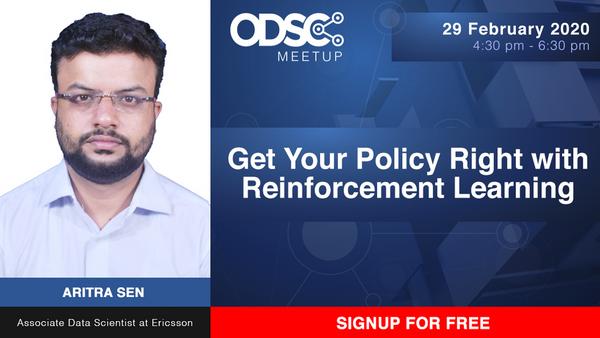 ODSC
MEETUP
29 February 2020
4:30 pm - 6:30 pm
Get Your Policy Right with
Reinforcement Learning
ARITRA SEN
Associate Data Scientist at Ericsson
SIGNUP FOR FREE